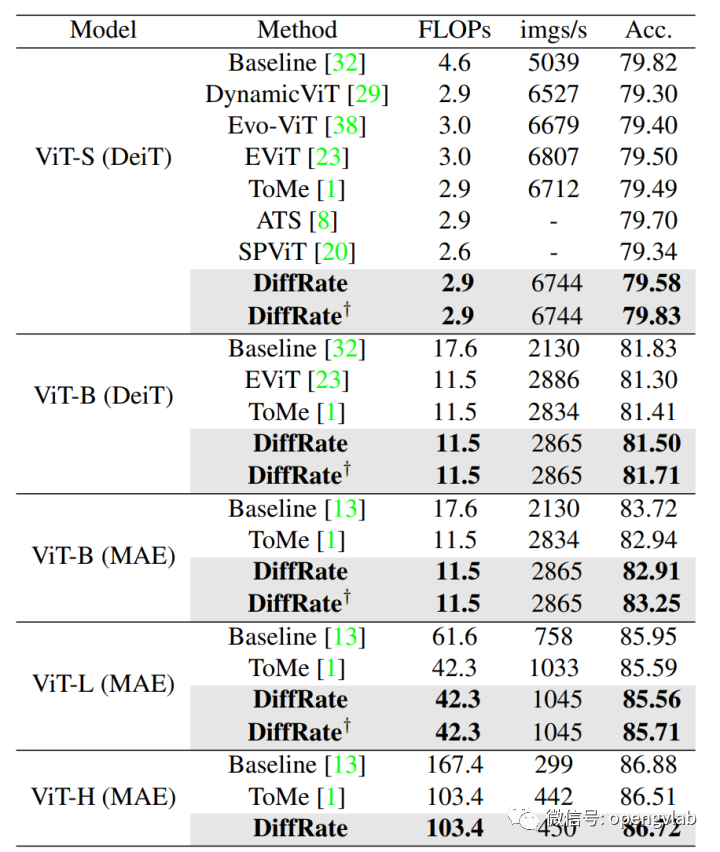 Model Method FLOPs imgs/s Acc.
Baseline [32] 4.6 5039 79.82
DynamicViT [29] 2.9 6527 79.30
Evo-ViT [38] 3.0 6679 79.40
ViT-S (DeiT) EViT [23] 3.0 6807 79.50
ToMe [1] 2.9 6712 79.49
ATS [8] 2.9 - 79.70
SPViT [20] 2.6 - 79.34
DiffRate 2.9 6744 79.58
DiffRate† 2.9 6744 79.83
Baseline [32] 17.6 2130 81.83
EViT [23] 11.5 2886 81.30
ViT-B (DeiT) ToMe [1] 11.5 2834 81.41
DiffRate 11.5 2865 81.50
DiffRate† 11.5 2865 81.71
Baseline [13] 17.6 2130 83.72
ToMe [1] 11.5 2834 82.94
ViT-B (MAE) DiffRate 11.5 2865 82.91
DiffRate† 11.5 2865 83.25
Baseline [13] 61.6 758 85.95
ToMe [1] 42.3 1033 85.59
ViT-L (MAE) DiffRate 42.3 1045 85.56
DiffRate† 42.3 1045 85.71
Baseline [13] 167.4 299 86.88
ViT-H (MAE) ToMe [1] 103.4 442 86.51
DiffRate 103.4 450 86.72
微信号: opengvlab